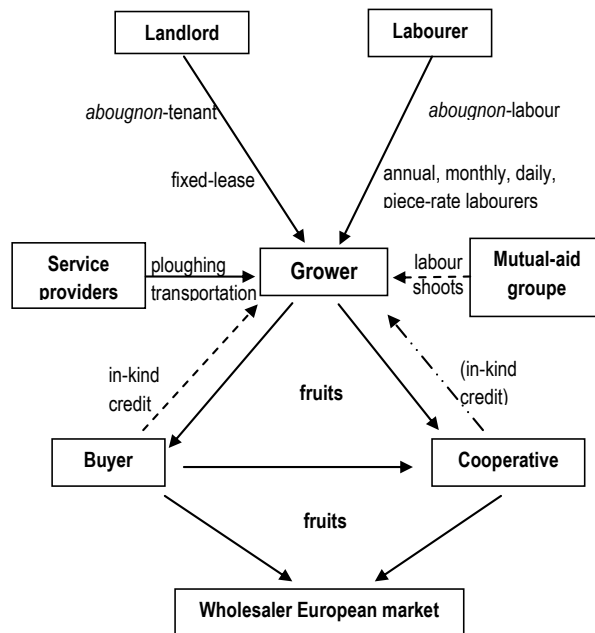 Landlord
Labourer
abougnon-tenant
abougnon-labour
fixed-lease
annual, monthly, daily,
piece-rate labourers
Service
providers
ploughing
transportation
Grower
labour
shoots
Mutual-aid
groupe
in-kind
credit
fruits
(in-kind
credit)
Buyer
Cooperative
fruits
Wholesaler European market